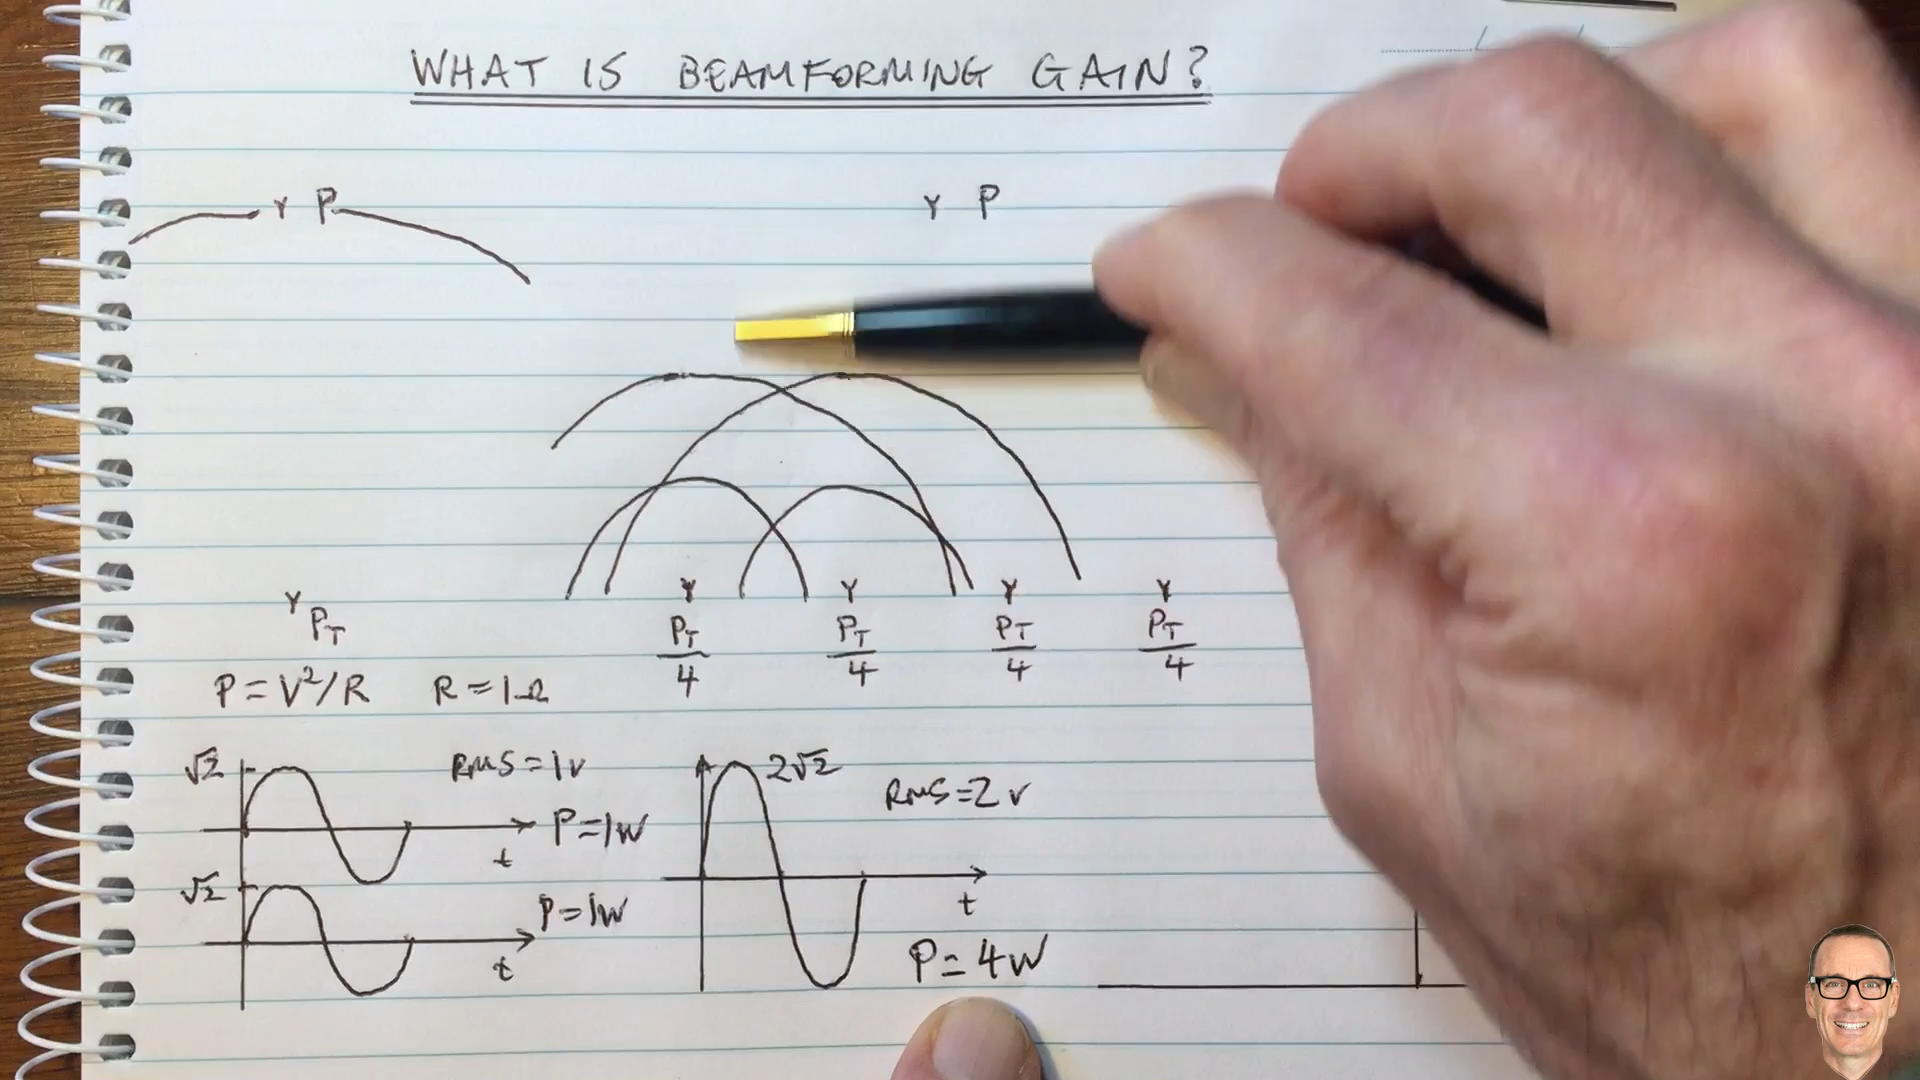 WHAT IS BEAMFORMING GAIN?
Y P
Y P
Y Y Y Y Y
P_T P_T/4 P_T/4 P_T/4 P_T/4
P = V²/R R = 1Ω
√2 RMS = 1V P = 1W t
√2 P = 1W t
2√2 RMS = 2V t
P = 4W